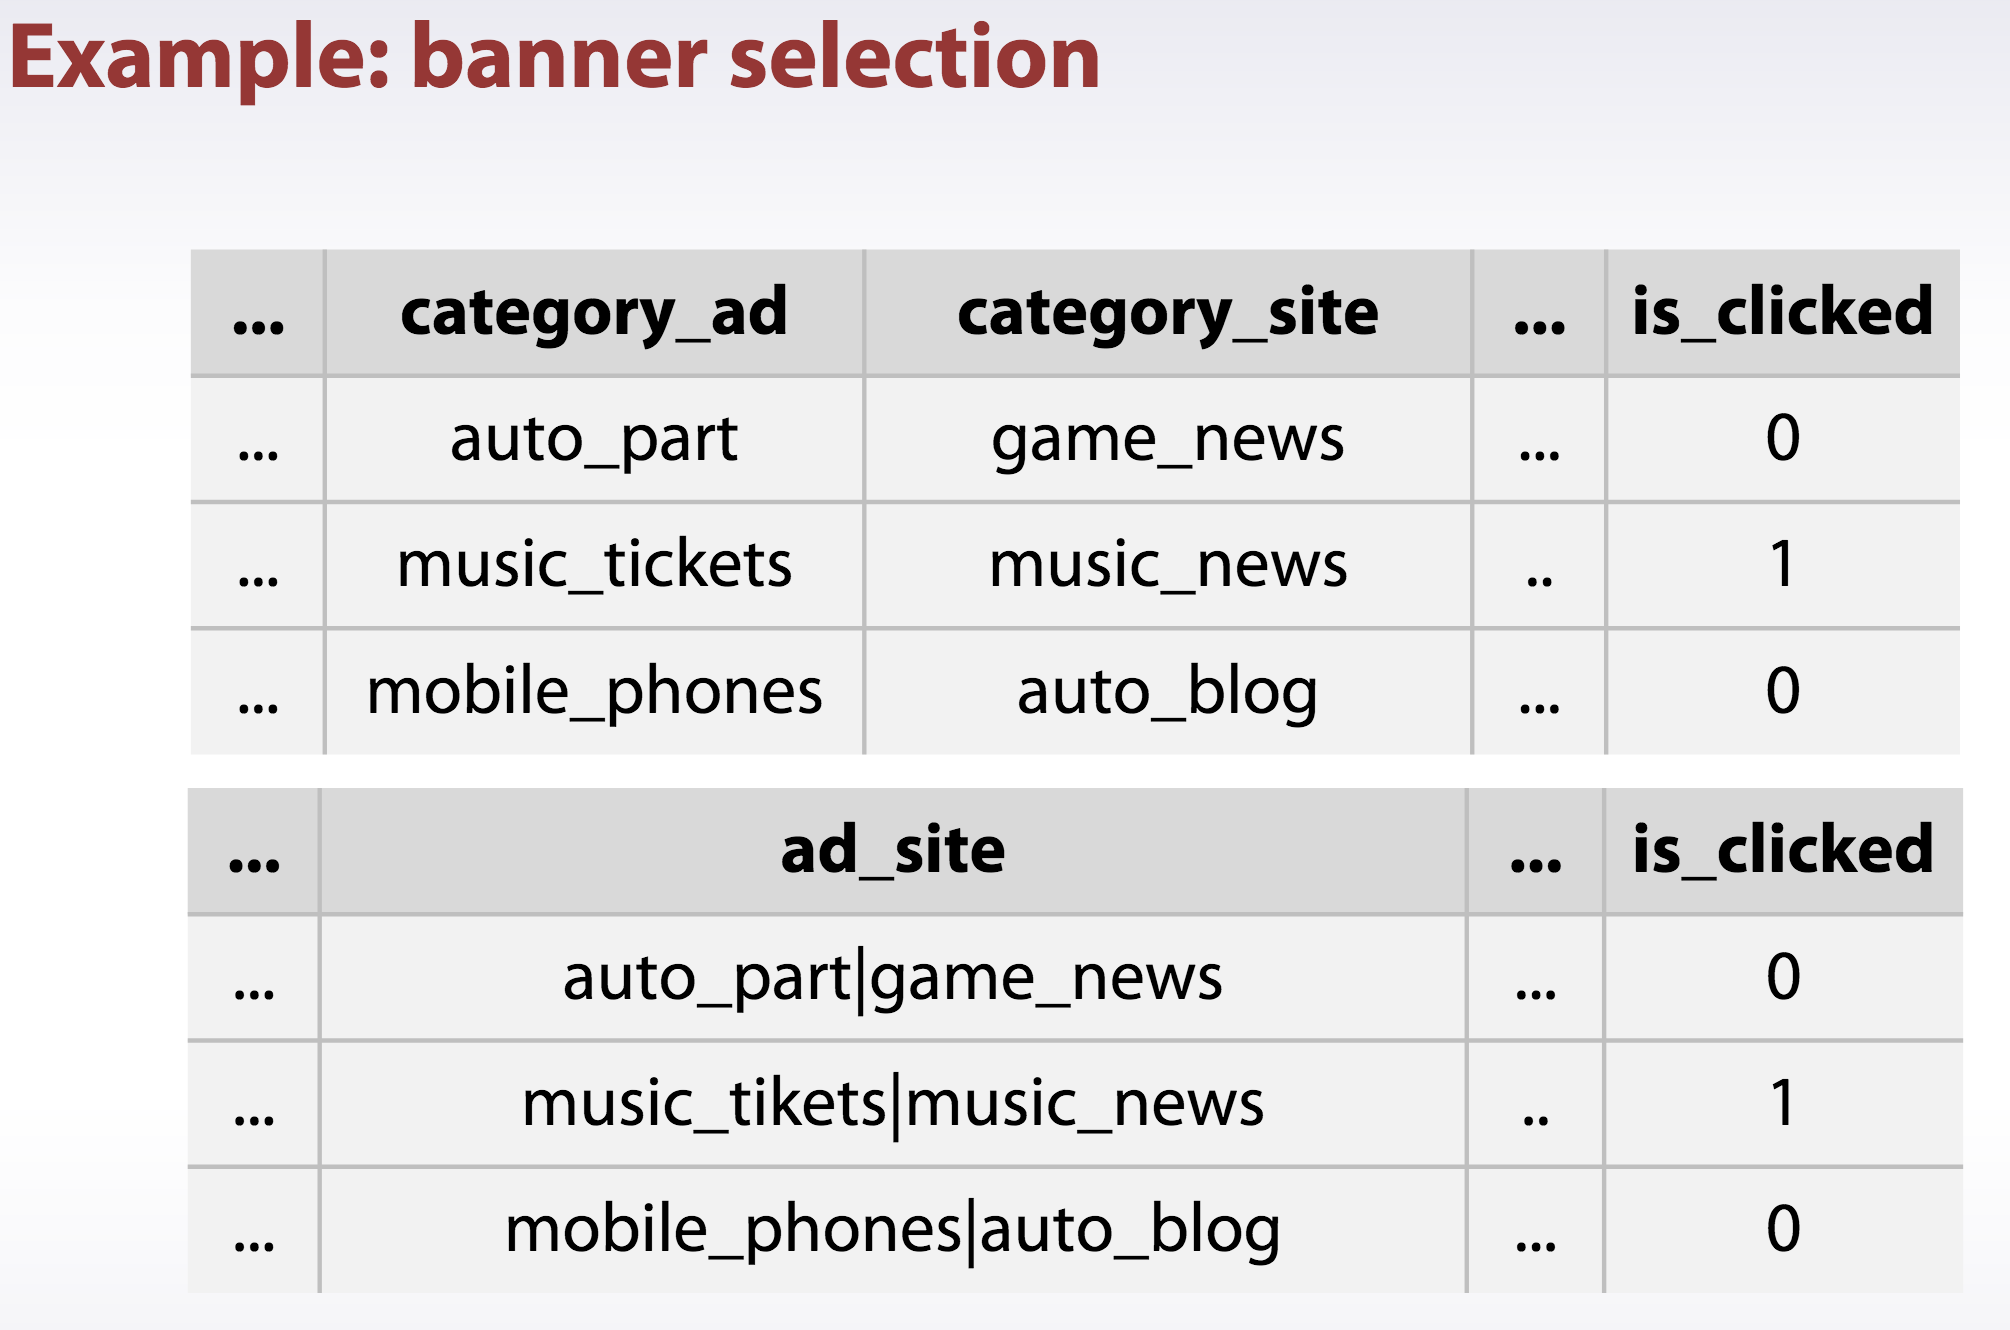 Example: banner selection
... category_ad category_site ... is_clicked
... auto_part game_news ... 0
... music_tickets music_news .. 1
... mobile_phones auto_blog ... 0
... ad_site ... is_clicked
... auto_part|game_news ... 0
... music_tikets|music_news .. 1
... mobile_phones|auto_blog ... 0